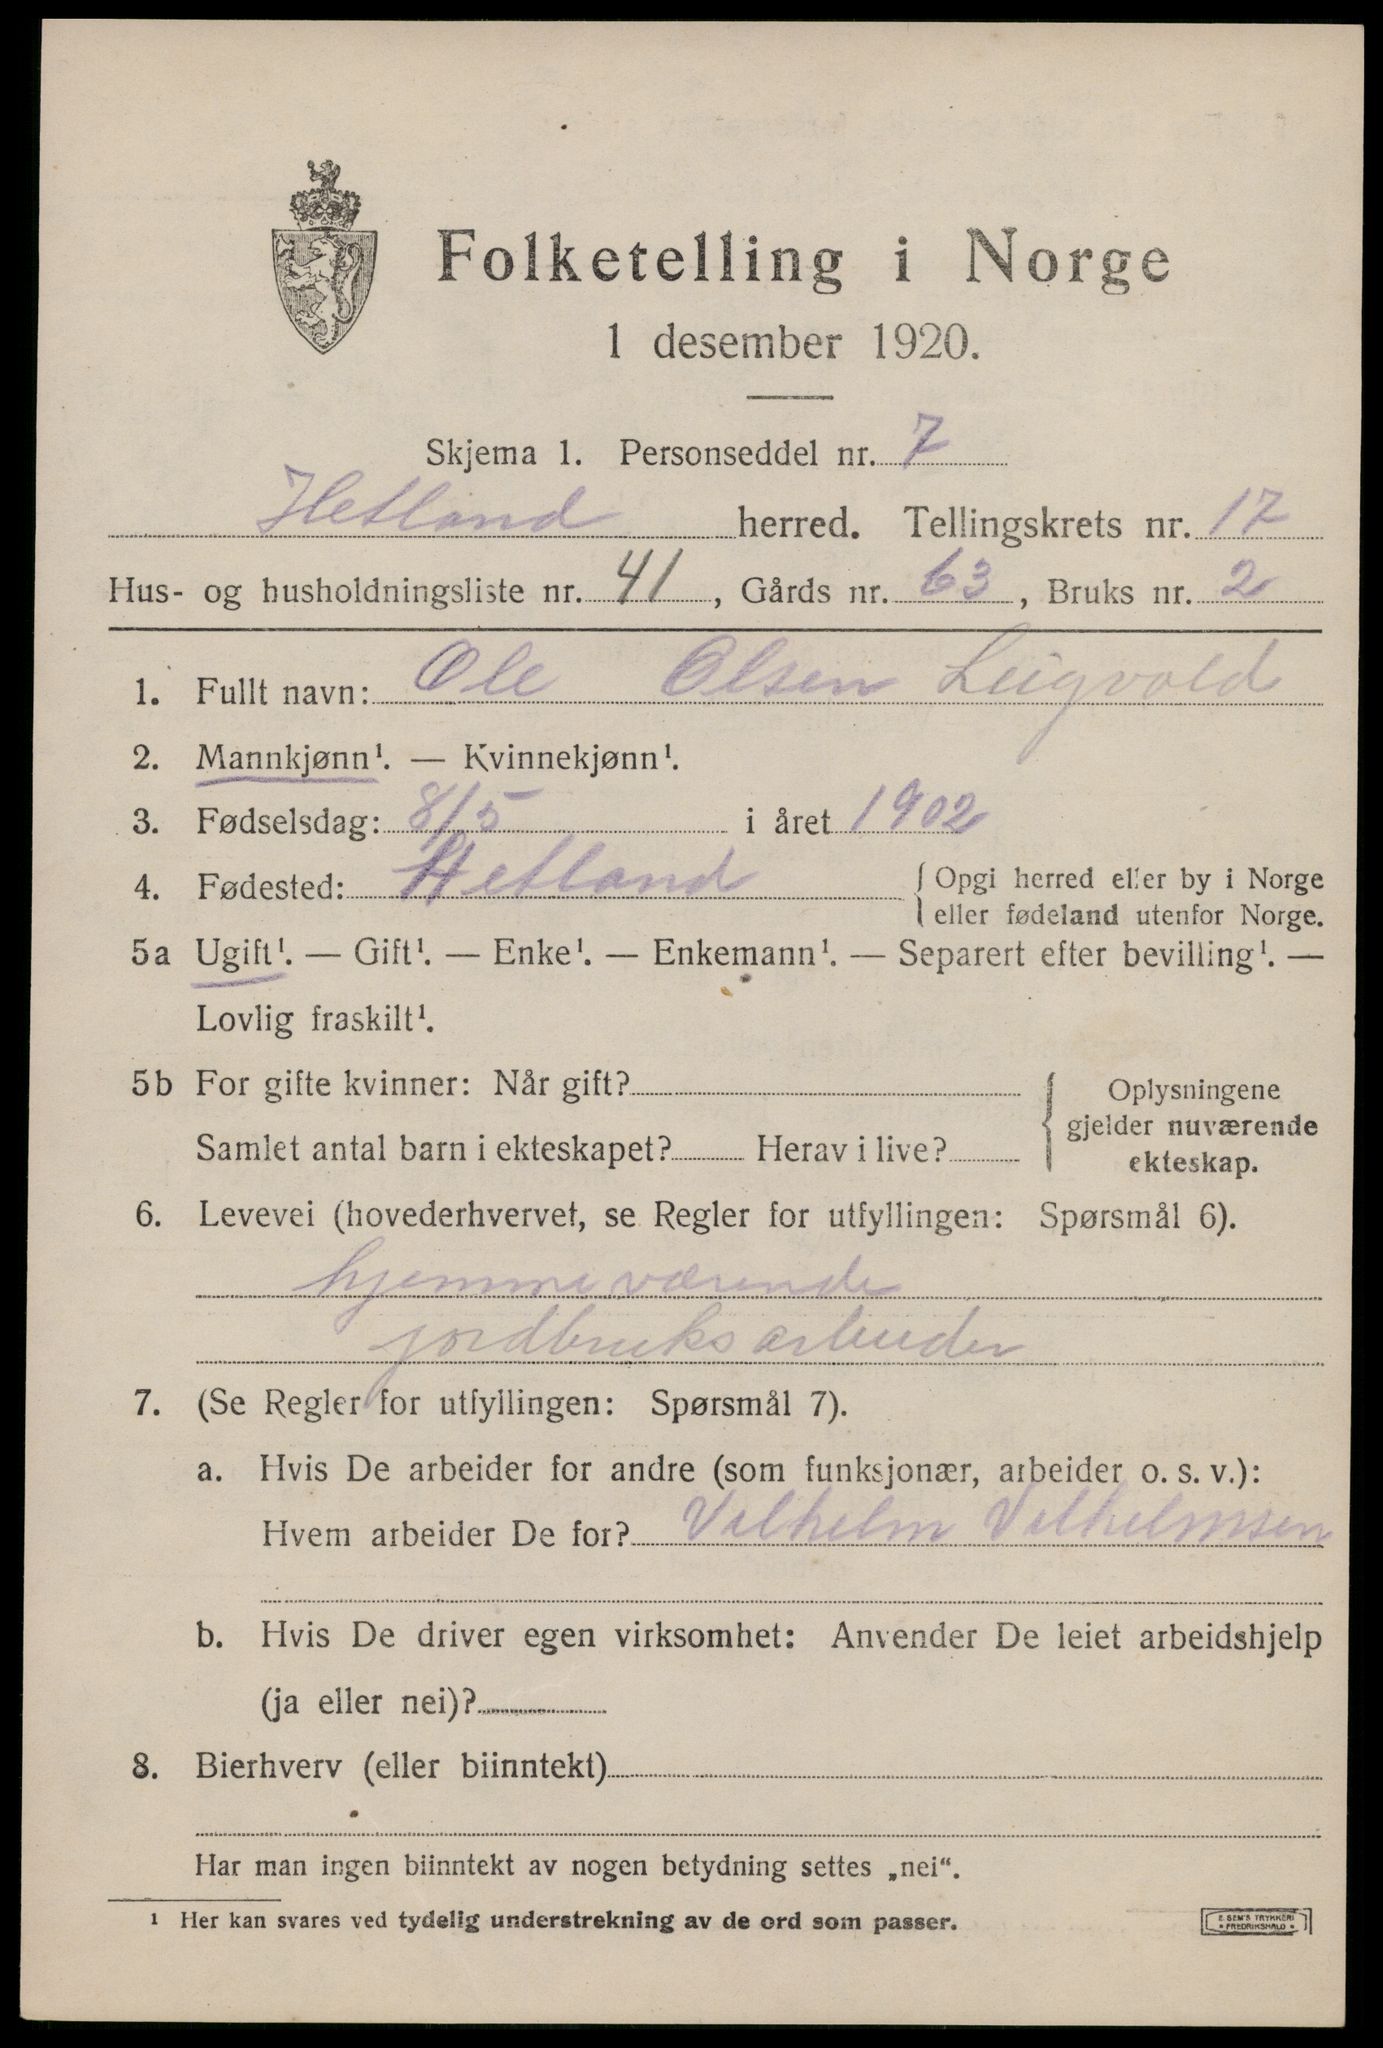 Folketelling i Norge
1 desember 1920.
Skjema 1. Personseddel nr. 7
Hetland herred. Tellingskrets nr. 17
Hus- og husholdningsliste nr. 41, Gårds nr. 63, Bruks nr. 2
1. Fullt navn: Ole Olsen Leigvold
2. Mannkjønn¹. — Kvinnekjønn¹.
3. Fødselsdag: 8/5 i året 1902
4. Fødested: Hetland { Opgi herred eller by i Norge
eller fødeland utenfor Norge.
5a Ugift¹. — Gift¹. — Enke¹. — Enkemann¹. — Separert efter bevilling¹. —
Lovlig fraskilt¹.
5b For gifte kvinner: Når gift?
Samlet antal barn i ekteskapet? Herav i live?
{ Oplysningene
gjelder nuværende
ekteskap.
6. Levevei (hovederhvervet, se Regler for utfyllingen: Spørsmål 6).
hjemmeværende
jordbruksarbeider
7. (Se Regler for utfyllingen: Spørsmål 7).
a. Hvis De arbeider for andre (som funksjonær, arbeider o. s. v.):
Hvem arbeider De for? Valhelm Valhelmsen
b. Hvis De driver egen virksomhet: Anvender De leiet arbeidshjelp
(ja eller nei)?
8. Bierhverv (eller biinntekt)
Har man ingen biinntekt av nogen betydning settes „nei“.
¹ Her kan svares ved tydelig understrekning av de ord som passer.
E. SEM'S TRYKKERI
FREDRIKSHALD